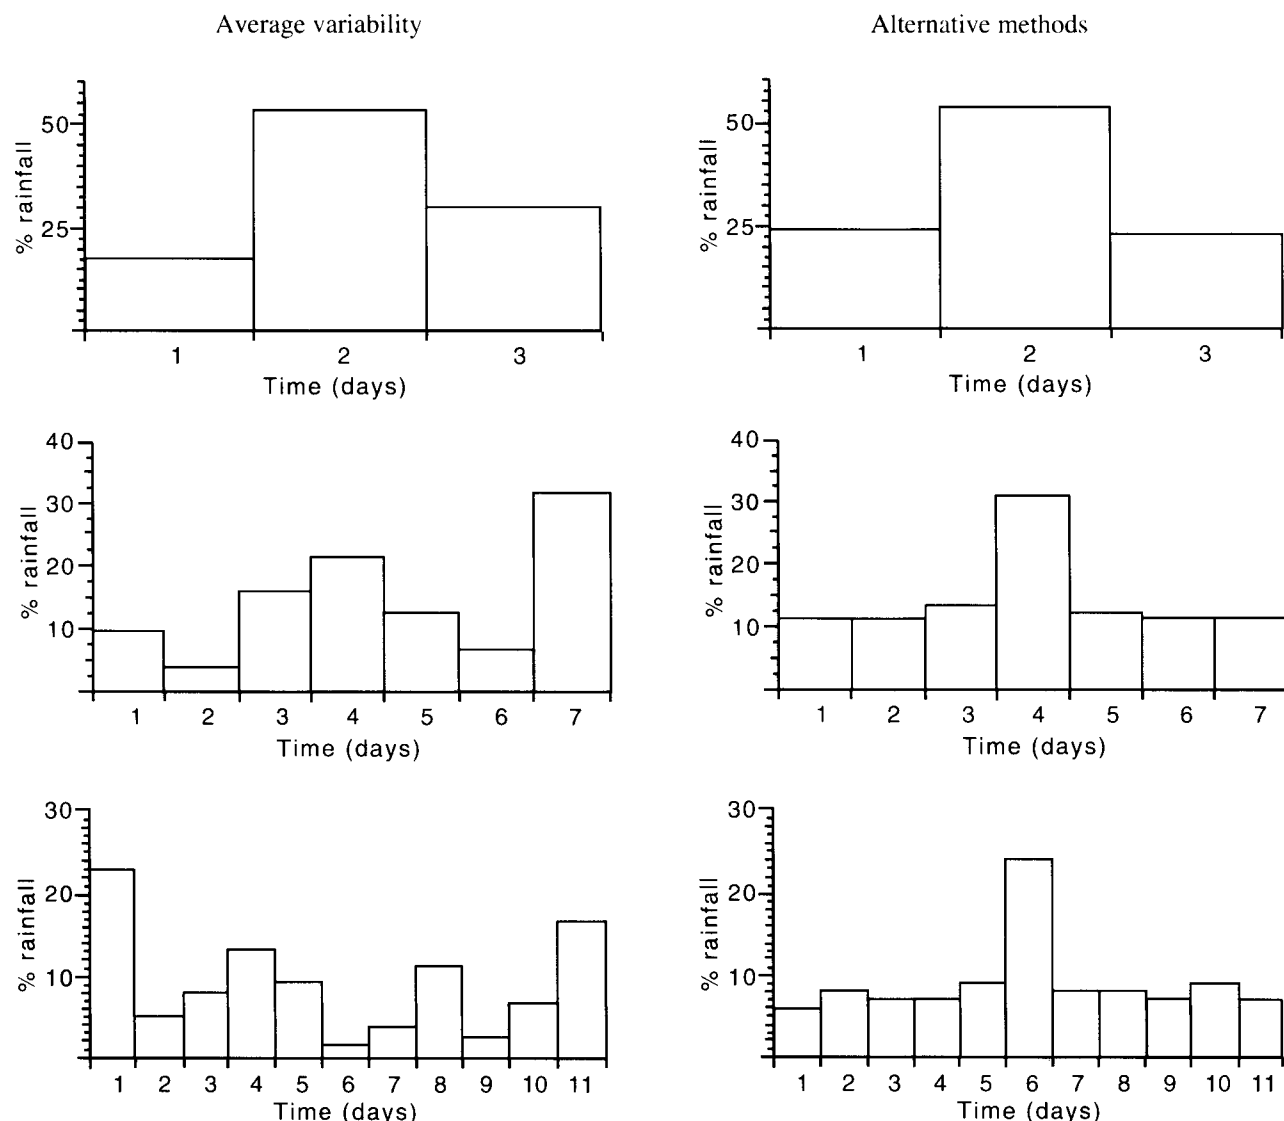 Average variability
Alternative methods
50
25
% rainfall
1 2 3
Time (days)
50
25
% rainfall
1 2 3
Time (days)
40
30
20
10
% rainfall
1 2 3 4 5 6 7
Time (days)
40
30
20
10
% rainfall
1 2 3 4 5 6 7
Time (days)
30
20
10
% rainfall
1 2 3 4 5 6 7 8 9 10 11
Time (days)
30
20
10
% rainfall
1 2 3 4 5 6 7 8 9 10 11
Time (days)